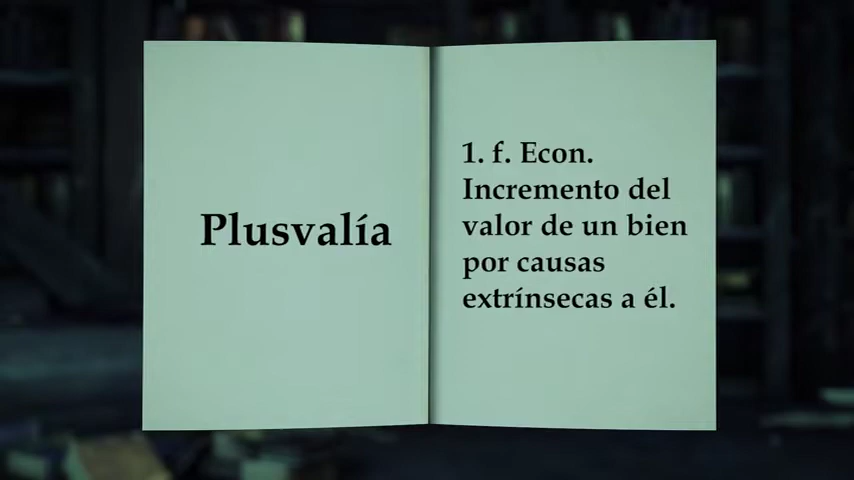 Plusvalía
1. f. Econ.
Incremento del
valor de un bien
por causas
extrínsecas a él.